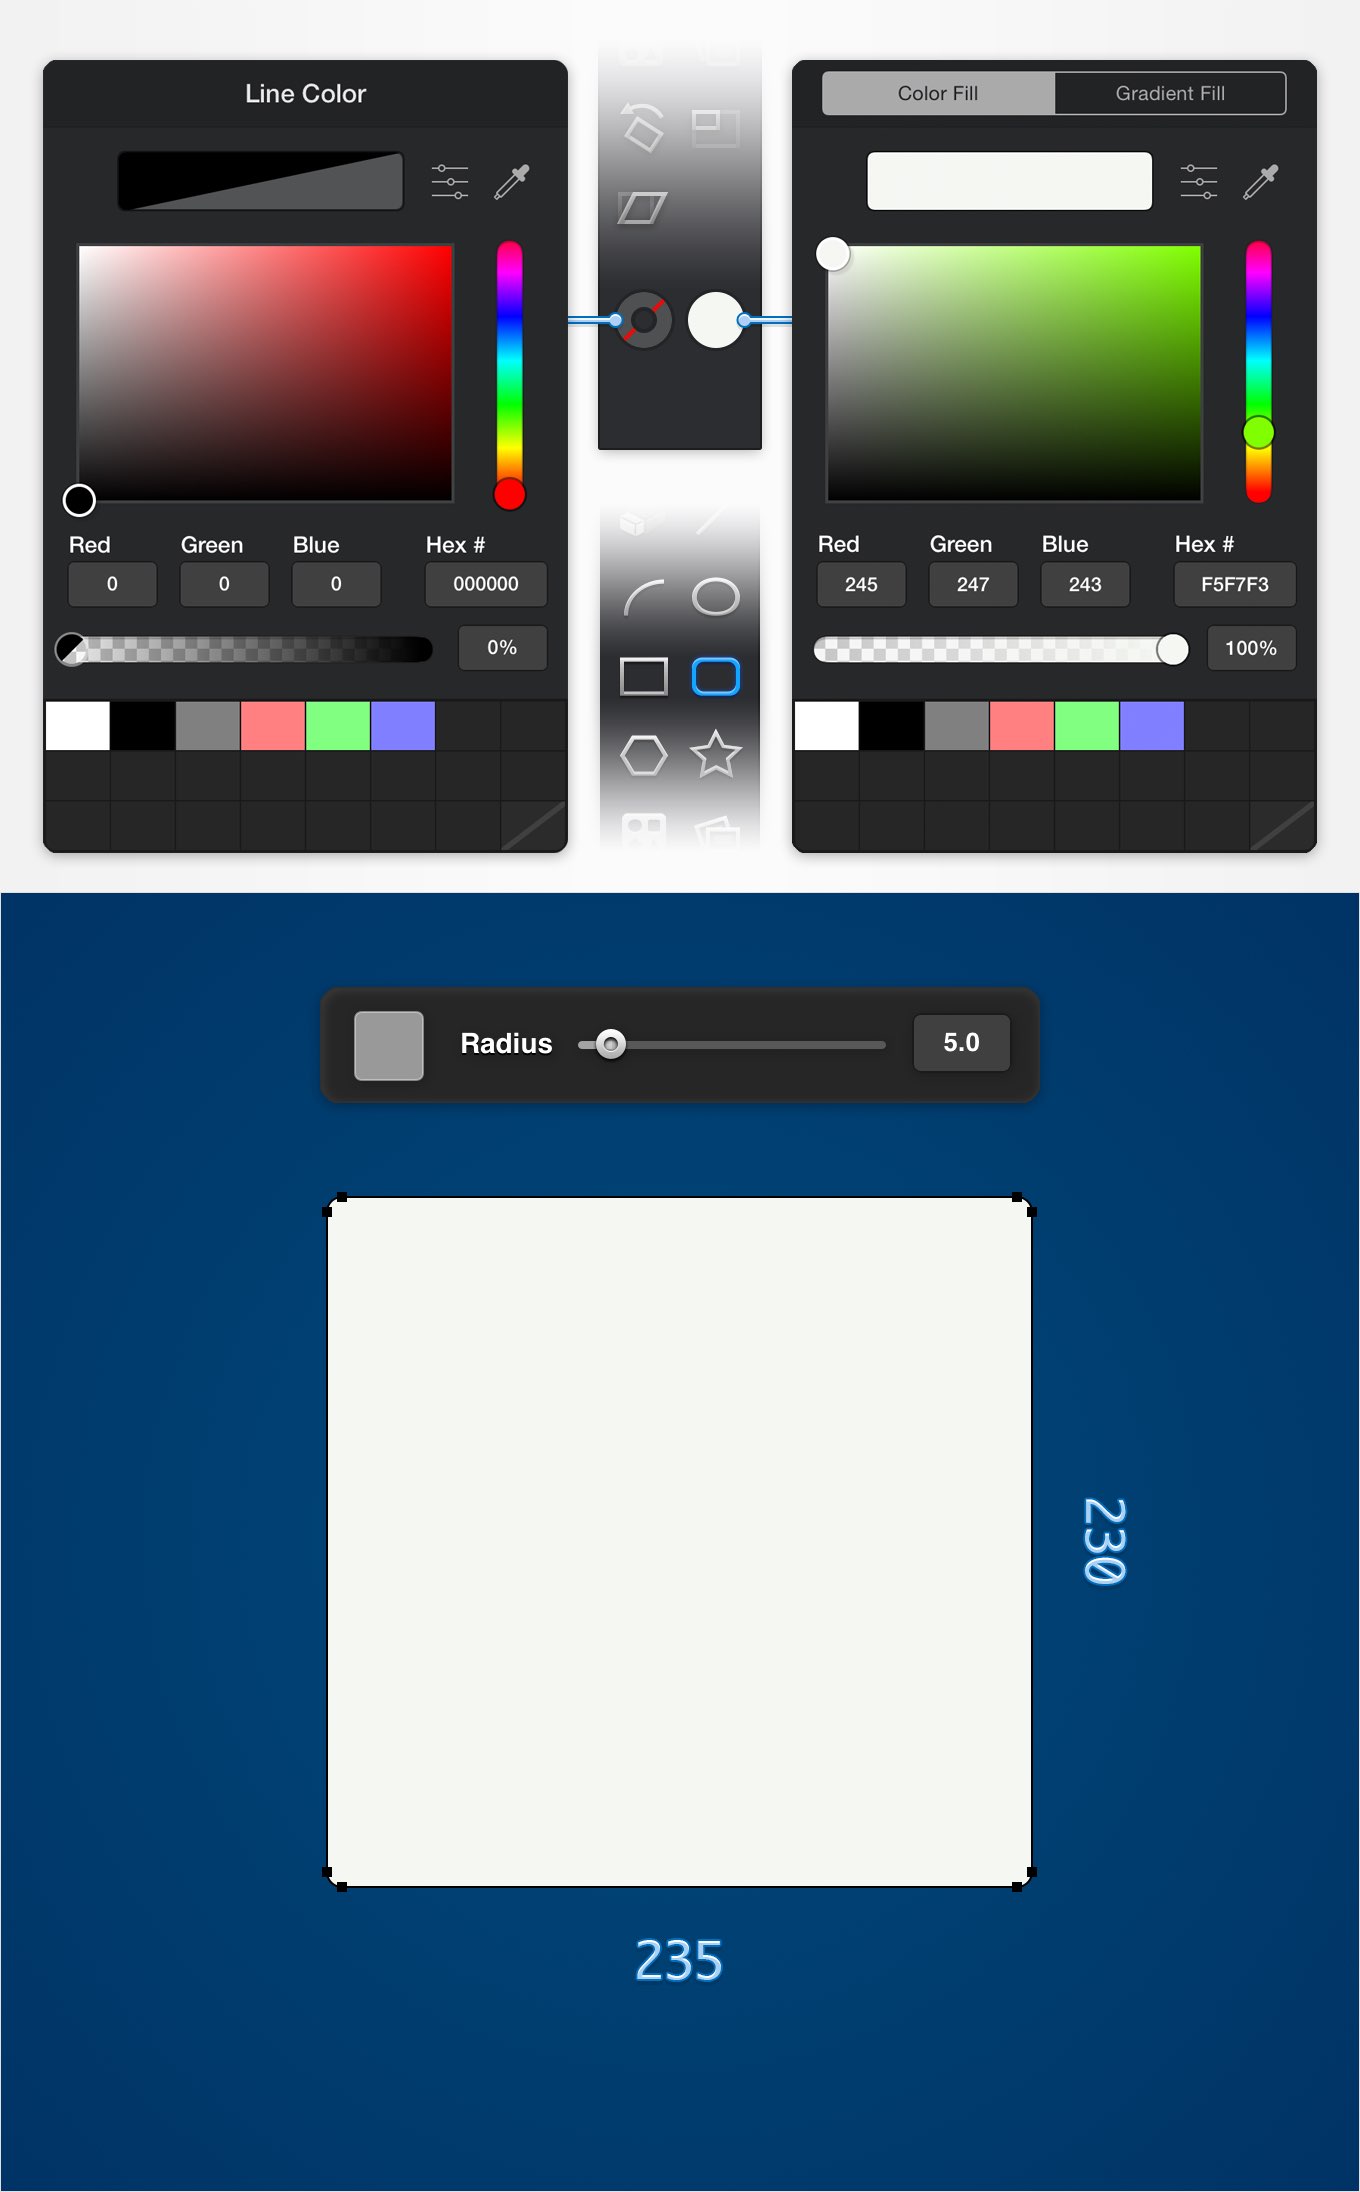 Line Color
Red Green Blue Hex #
0 0 0 000000
0%
Color Fill Gradient Fill
Red Green Blue Hex #
245 247 243 F5F7F3
100%
Radius 5.0
230
235